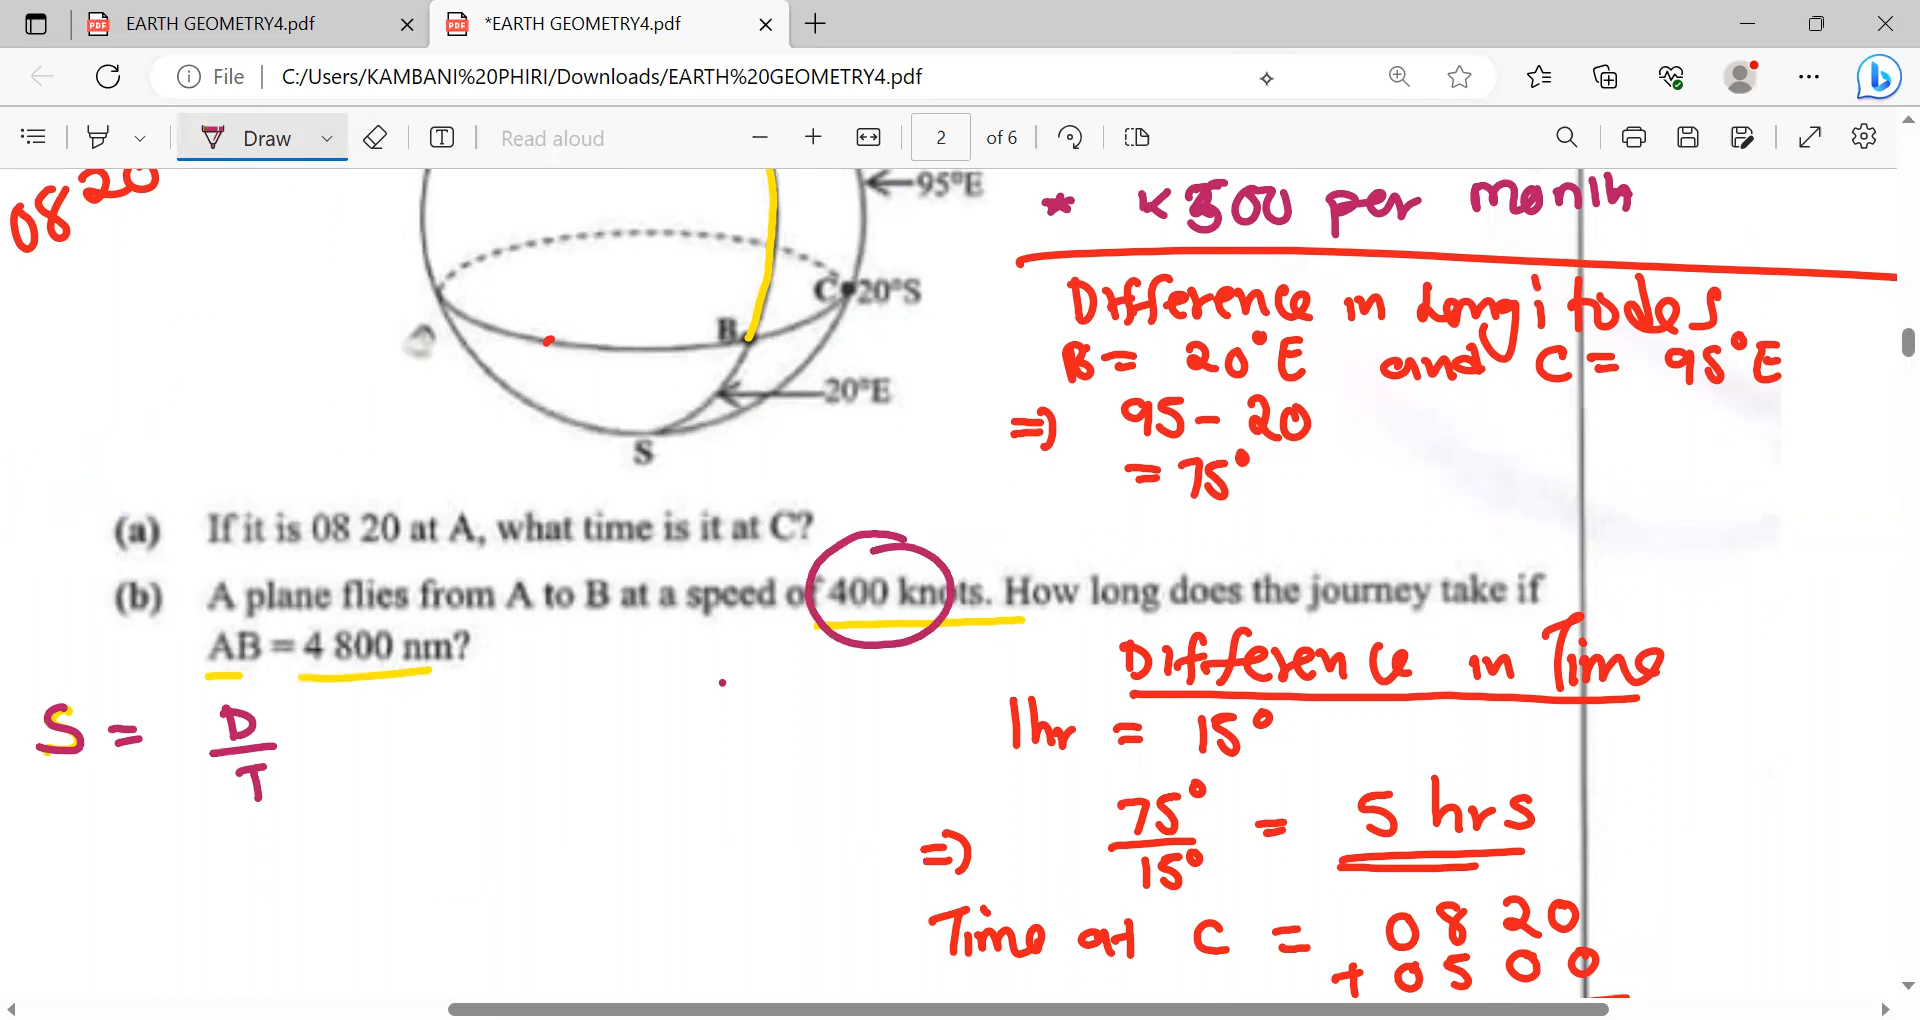 EARTH GEOMETRY4.pdf
*EARTH GEOMETRY4.pdf
File
C:/Users/KAMBANI%20PHIRI/Downloads/EARTH%20GEOMETRY4.pdf
Draw
Read aloud
2
of 6
08 20
95°E
* K300 per month
C 20°S
B
20°E
S
Difference in Longitudes
B = 20°E and C = 95°E
=> 95 - 20
= 75°
(a) If it is 08 20 at A, what time is it at C?
(b) A plane flies from A to B at a speed of 400 knots. How long does the journey take if
AB = 4 800 nm?
S = D
T
Difference in Time
1hr = 15°
=> 75° = 5 hrs
15°
Time at C = 08 20
+ 05 00